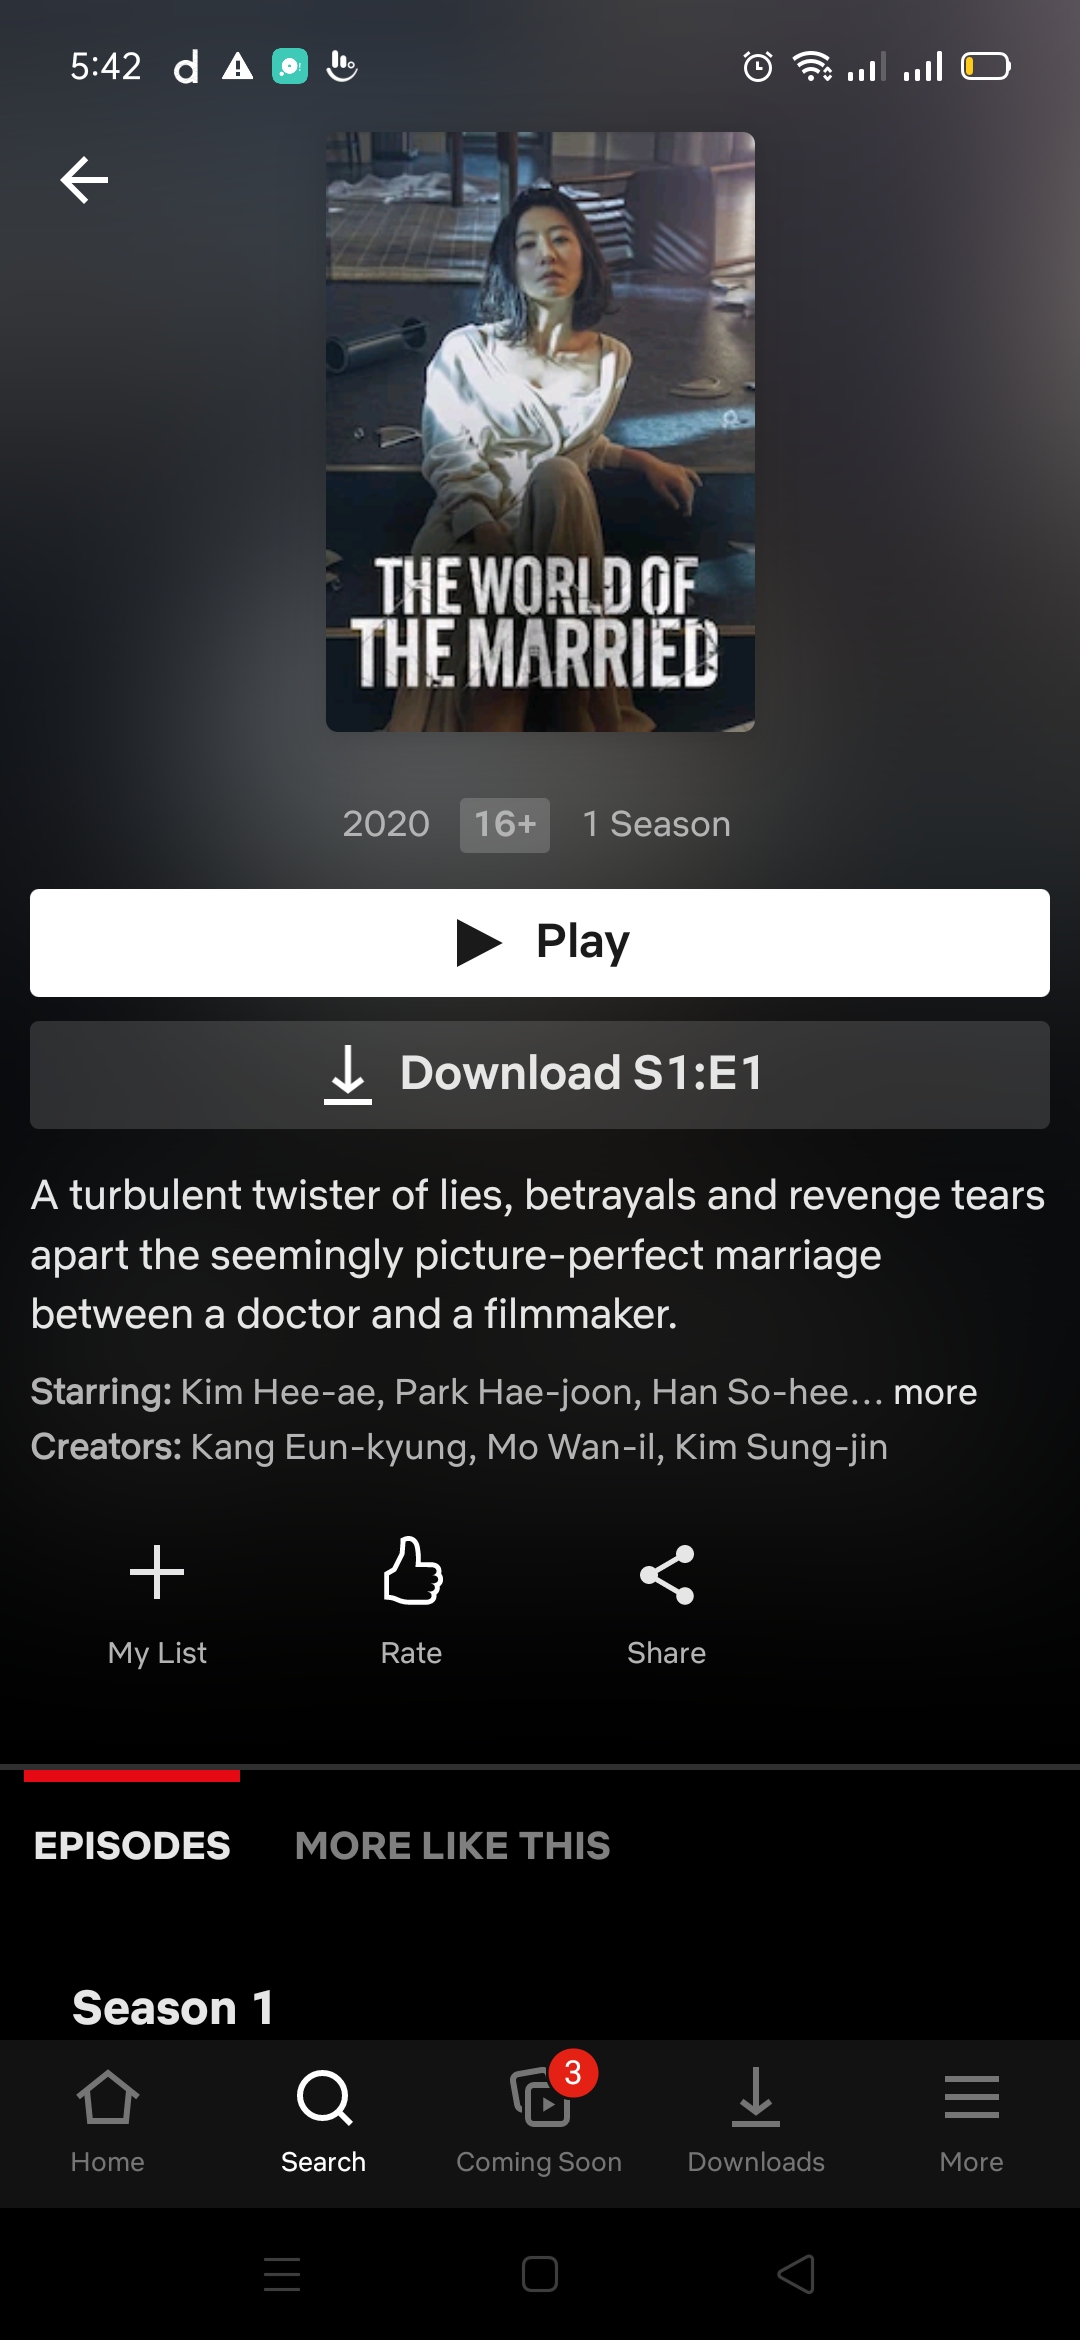 5:42
THE WORLD OF
THE MARRIED
2020 16+ 1 Season
Play
Download S1:E1
A turbulent twister of lies, betrayals and revenge tears
apart the seemingly picture-perfect marriage
between a doctor and a filmmaker.
Starring: Kim Hee-ae, Park Hae-joon, Han So-hee... more
Creators: Kang Eun-kyung, Mo Wan-il, Kim Sung-jin
My List Rate Share
EPISODES MORE LIKE THIS
Season 1
3
Home Search Coming Soon Downloads More